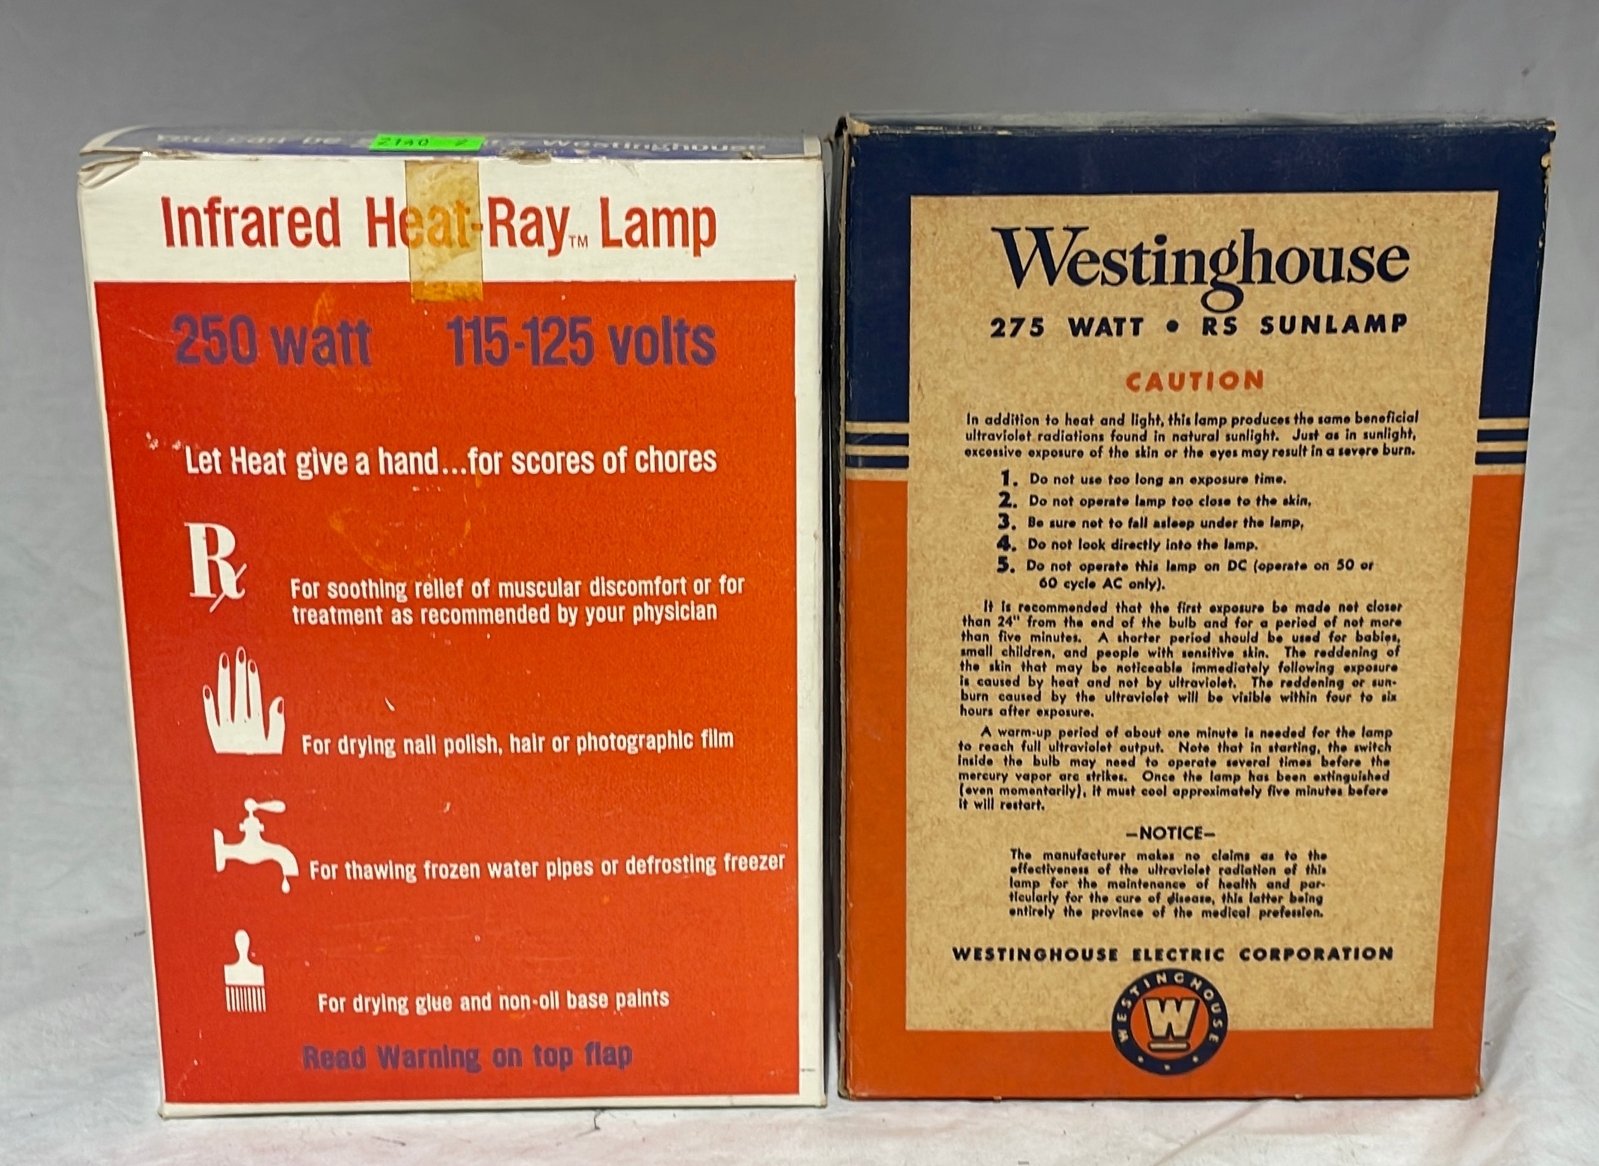 You can be
2140 2
Westinghouse
Infrared Heat-Ray™ Lamp
250 watt 115-125 volts
Let Heat give a hand...for scores of chores
Rx
For soothing relief of muscular discomfort or for
treatment as recommended by your physician
For drying nail polish, hair or photographic film
For thawing frozen water pipes or defrosting freezer
For drying glue and non-oil base paints
Read Warning on top flap
Westinghouse
275 WATT • RS SUNLAMP
CAUTION
In addition to heat and light, this lamp produces the same beneficial
ultraviolet radiations found in natural sunlight. Just as in sunlight,
excessive exposure of the skin or the eyes may result in a severe burn.
1. Do not use too long an exposure time.
2. Do not operate lamp too close to the skin.
3. Be sure not to fall asleep under the lamp.
4. Do not look directly into the lamp.
5. Do not operate this lamp on DC (operate on 50 or
60 cycle AC only).
It is recommended that the first exposure be made not closer
than 24" from the end of the bulb and for a period of not more
than five minutes. A shorter period should be used for babies,
small children, and people with sensitive skin. The reddening of
the skin that may be noticeable immediately following exposure
is caused by heat and not by ultraviolet. The reddening or sun-
burn caused by the ultraviolet will be visible within four to six
hours after exposure.
A warm-up period of about one minute is needed for the lamp
to reach full ultraviolet output. Note that in starting, the switch
inside the bulb may need to operate several times before the
mercury vapor arc strikes. Once the lamp has been extinguished
(even momentarily), it must cool approximately five minutes before
it will restart.
—NOTICE—
The manufacturer makes no claims as to the
effectiveness of the ultraviolet radiation of this
lamp for the maintenance of health and par-
ticularly for the cure of disease, this latter being
entirely the province of the medical profession.
WESTINGHOUSE ELECTRIC CORPORATION
WESTINGHOUSE
W